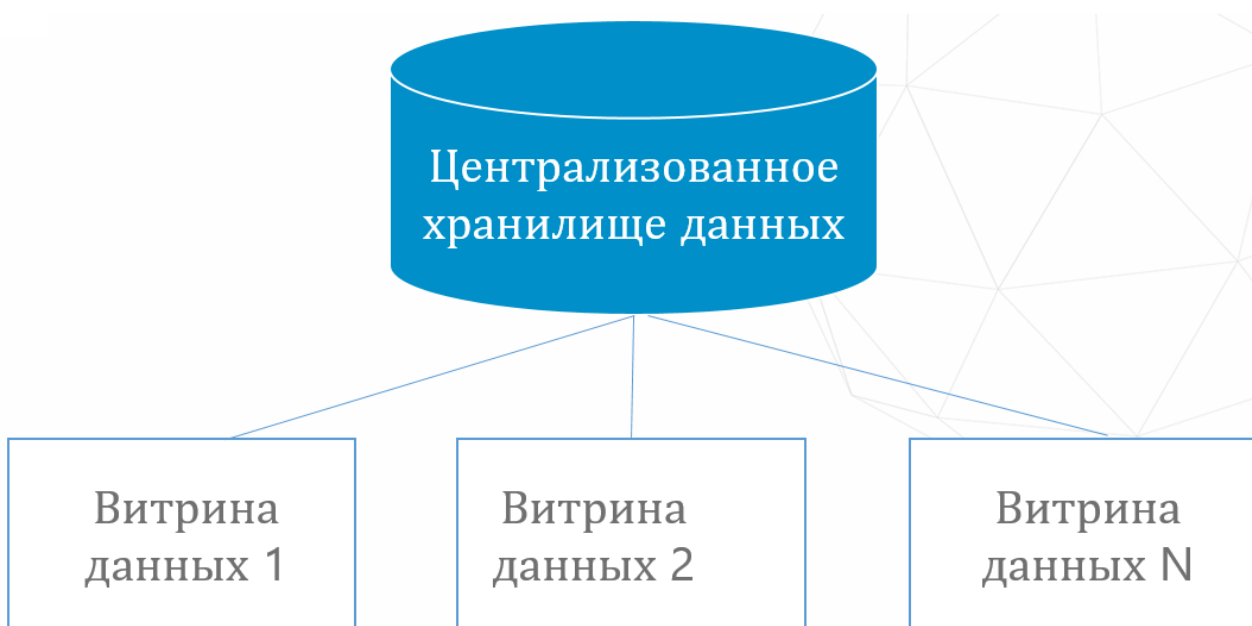 Централизованное
хранилище данных
Витрина
данных 1
Витрина
данных 2
Витрина
данных N